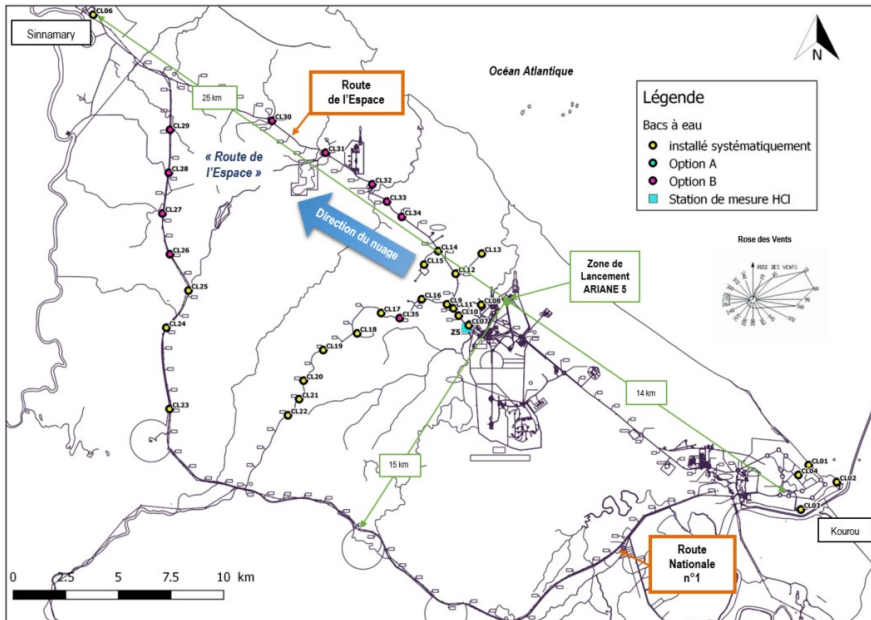 CL06
Sinnamary
Océan Atlantique
N
Route
de l'Espace
25 km
CL30
CL29
CL31
« Route de
l'Espace »
CL28
CL32
CL33
CL27
CL34
Direction du nuage
CL26
CL14
CL13
CL15
CL12
CL25
Légende
Bacs à eau
installé systématiquement
Option A
Option B
Station de mesure HCl
Rose des Vents
ROSE DES VENTS
Zone de
Lancement
ARIANE 5
CL16
CL9
CL11
CL08
CL10
CL07
ZS
CL17
CL35
CL18
CL24
CL19
CL20
CL21
CL22
CL23
14 km
15 km
CL01
CL04
CL02
CL03
Kourou
Route
Nationale
n°1
0 2.5 5 7.5 10 km